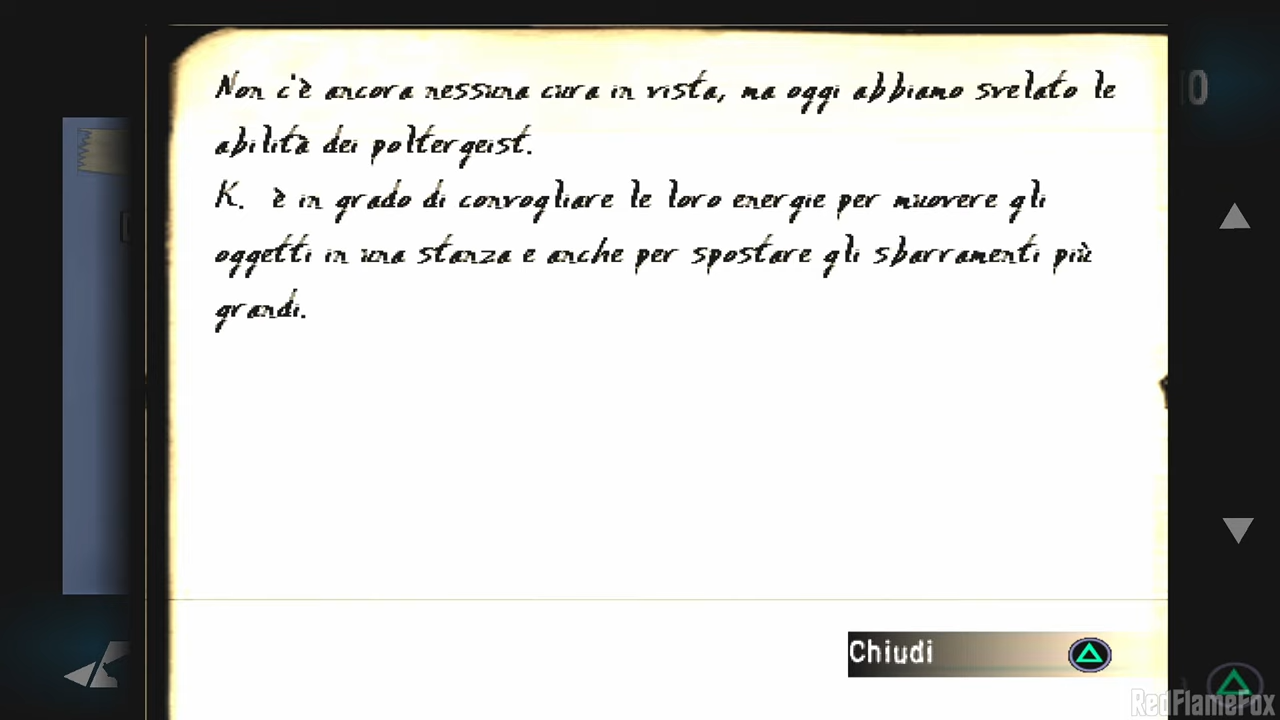 Non c'è ancora nessuna cura in vista, ma oggi abbiamo svelato le
abilità dei poltergeist.
K. è in grado di convogliare le loro energie per muovere gli
oggetti in una stanza e anche per spostare gli sbarramenti più
grandi.
Chiudi
RedFlameFox